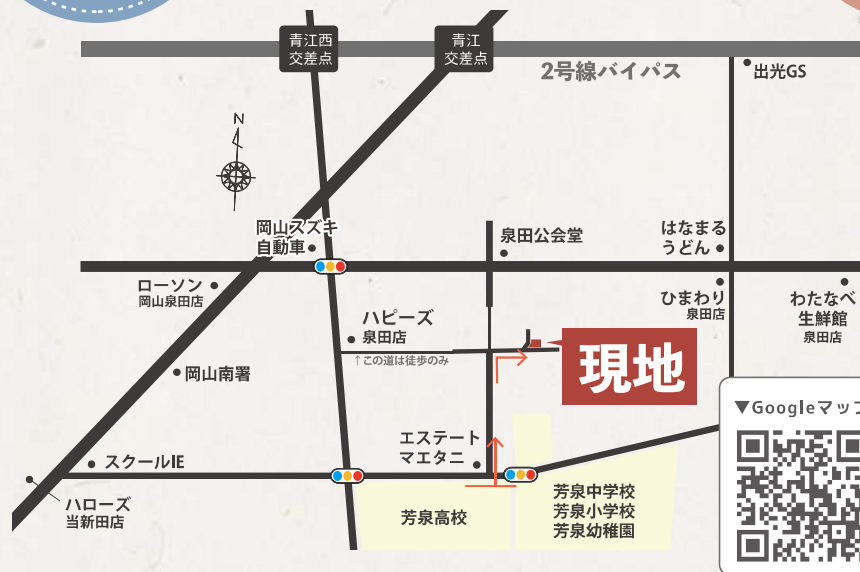 青江西
交差点
青江
交差点
2号線バイパス
出光GS
N
岡山スズキ
自動車
泉田公会堂
はなまる
うどん
ローソン
岡山泉田店
ひまわり
泉田店
わたなべ
生鮮館
泉田店
ハピーズ
泉田店
↑この道は徒歩のみ
現地
岡山南署
▼Googleマップ
エステート
マエタニ
スクールIE
ハローズ
当新田店
芳泉高校
芳泉中学校
芳泉小学校
芳泉幼稚園